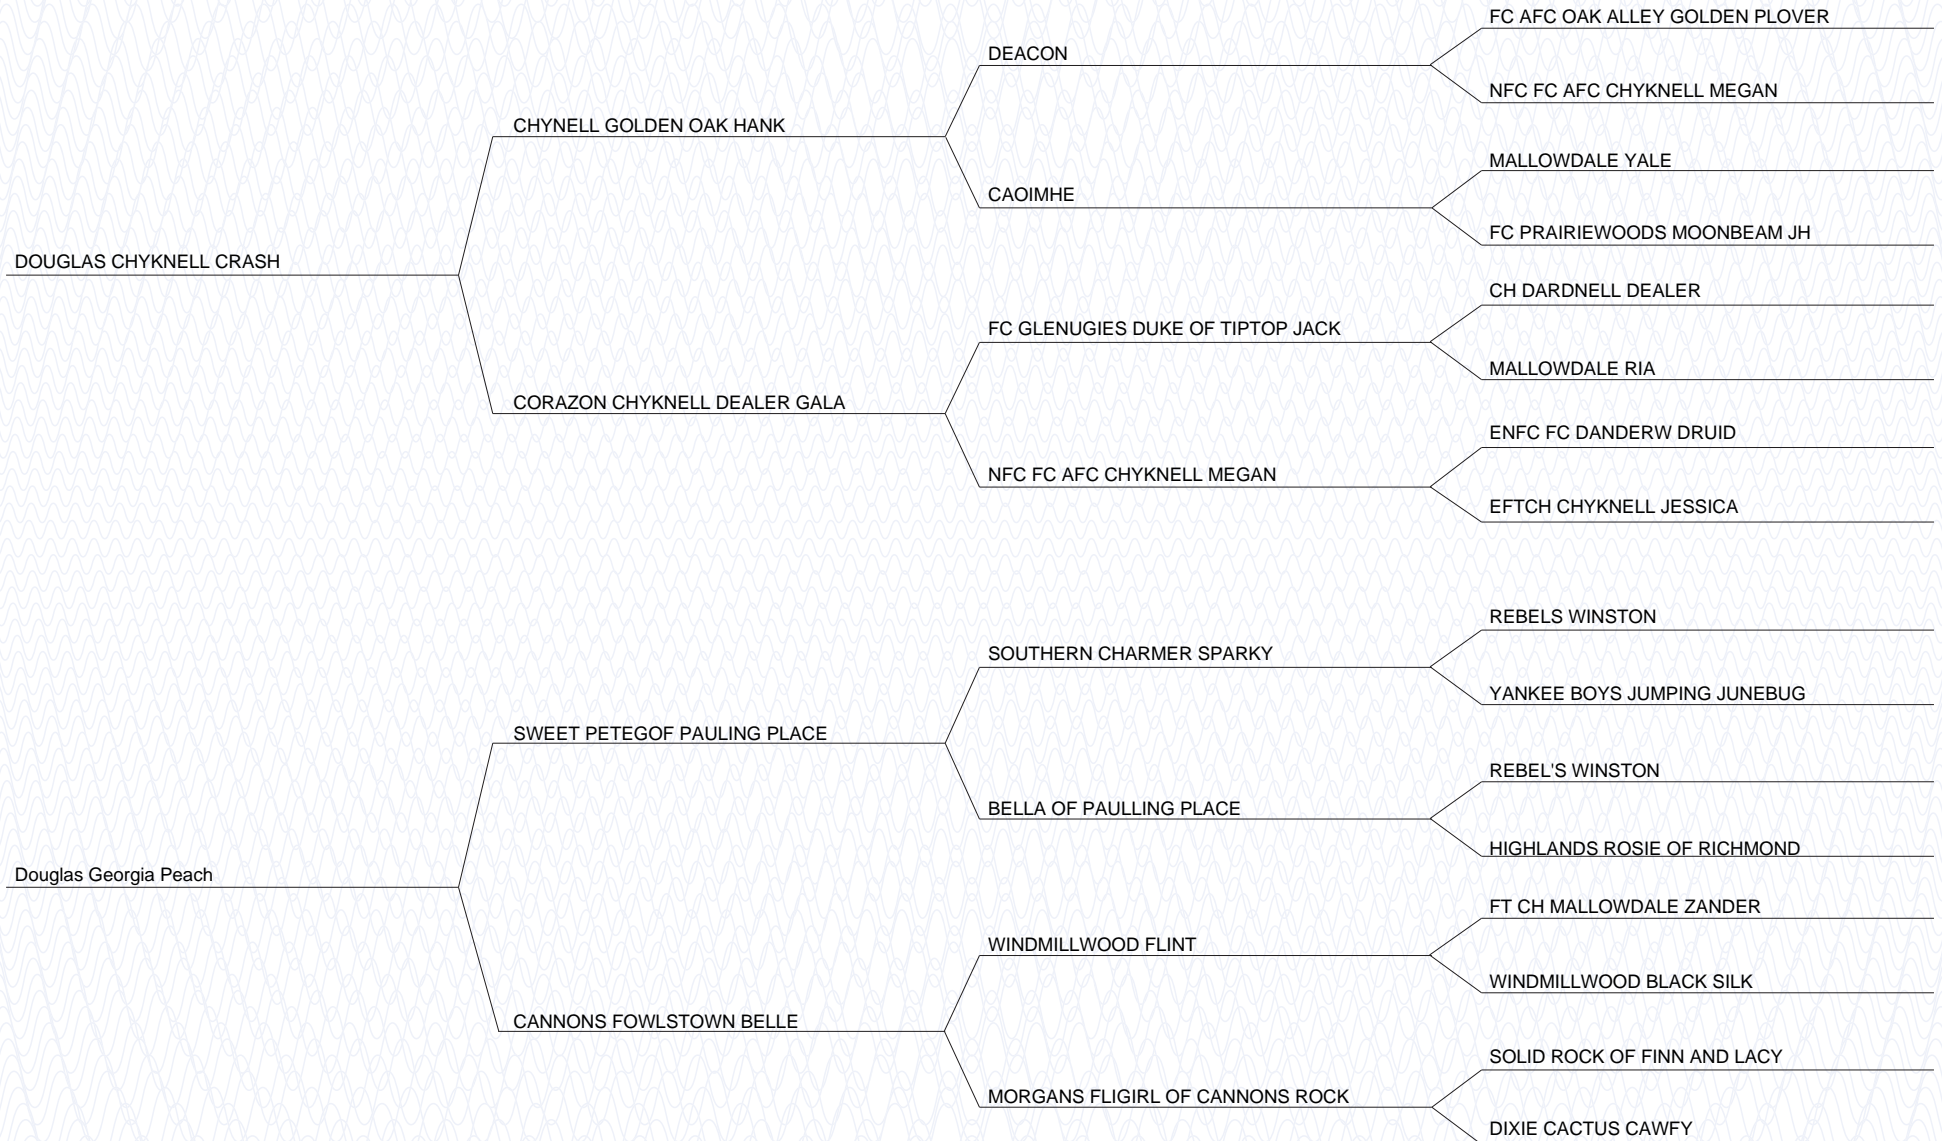 FC AFC OAK ALLEY GOLDEN PLOVER
DEACON
NFC FC AFC CHYKNELL MEGAN
CHYNELL GOLDEN OAK HANK
MALLOWDALE YALE
CAOIMHE
FC PRAIRIEWOODS MOONBEAM JH
DOUGLAS CHYKNELL CRASH
CH DARDNELL DEALER
FC GLENUGIES DUKE OF TIPTOP JACK
MALLOWDALE RIA
CORAZON CHYKNELL DEALER GALA
ENFC FC DANDERW DRUID
NFC FC AFC CHYKNELL MEGAN
EFTCH CHYKNELL JESSICA
REBELS WINSTON
SOUTHERN CHARMER SPARKY
YANKEE BOYS JUMPING JUNEBUG
SWEET PETEGOF PAULING PLACE
REBEL'S WINSTON
BELLA OF PAULLING PLACE
HIGHLANDS ROSIE OF RICHMOND
Douglas Georgia Peach
FT CH MALLOWDALE ZANDER
WINDMILLWOOD FLINT
WINDMILLWOOD BLACK SILK
CANNONS FOWLSTOWN BELLE
SOLID ROCK OF FINN AND LACY
MORGANS FLIGIRL OF CANNONS ROCK
DIXIE CACTUS CAWFY